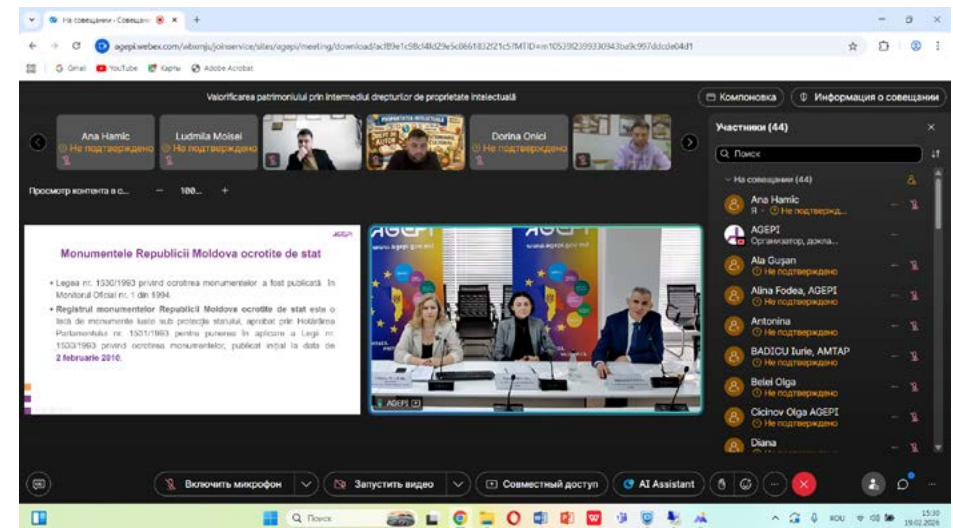 На совещании - Совещани
agepi.webex.com/wbxmjs/joinservice/sites/agepi/meeting/download/
Gmail YouTube Карты Adobe Acrobat
Valorificarea patrimoniului prin intermediul drepturilor de proprietate intelectuală
Компоновка
Информация о совещании
Ana Hamic
Не подтверждено
Ludmila Moisei
Не подтверждено
DREPT DE AUTOR
Dorina Onici
Не подтверждено
Просмотр контента в с... − 100... +
AGEPI
Monumentele Republicii Moldova ocrotite de stat
• Legea nr. 1530/1993 privind ocrotirea monumentelor a fost publicată în
Monitorul Oficial nr. 1 din 1994.
• Registrul monumentelor Republicii Moldova ocrotite de stat este o
listă de monumente luate sub protecția statului, aprobat prin Hotărârea
Parlamentului nr. 1531/1993 pentru punerea în aplicare a Legii nr.
1530/1993 privind ocrotirea monumentelor, publicat inițial la data de
2 februarie 2010.
AGEPI
www.agepi.gov.md
AGEPI
Участники (44)
Поиск
На совещании (44)
Ana Hamic
Я - Не подтвержд...
AGEPI
Организатор, докла...
Ala Gușan
Не подтверждено
Alina Fodea, AGEPI
Не подтверждено
Antonina
Не подтверждено
BADICU Iurie, AMTAP
Не подтверждено
Belei Olga
Не подтверждено
Cicinov Olga AGEPI
Не подтверждено
Diana
Включить микрофон
Запустить видео
Совместный доступ
AI Assistant
Поиск
ROU
15:30
19.02.2026